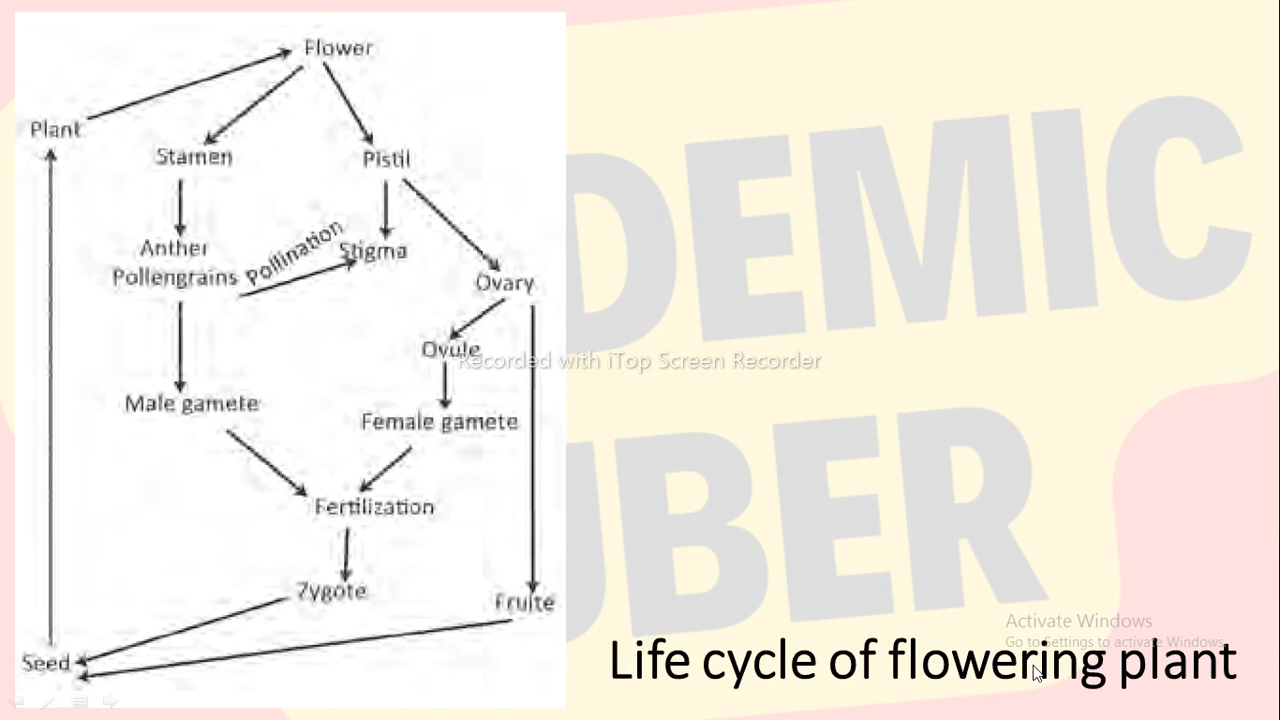 Flower
Plant
Stamen
Pistil
Anther
Pollengrains
Pollination
Stigma
Ovary
Ovule
Recorded with iTop Screen Recorder
Male gamete
Female gamete
Fertilization
Zygote
Fruite
Seed
DEMIC
UBER
Activate Windows
Go to Settings to activate Windows.
Life cycle of flowering plant